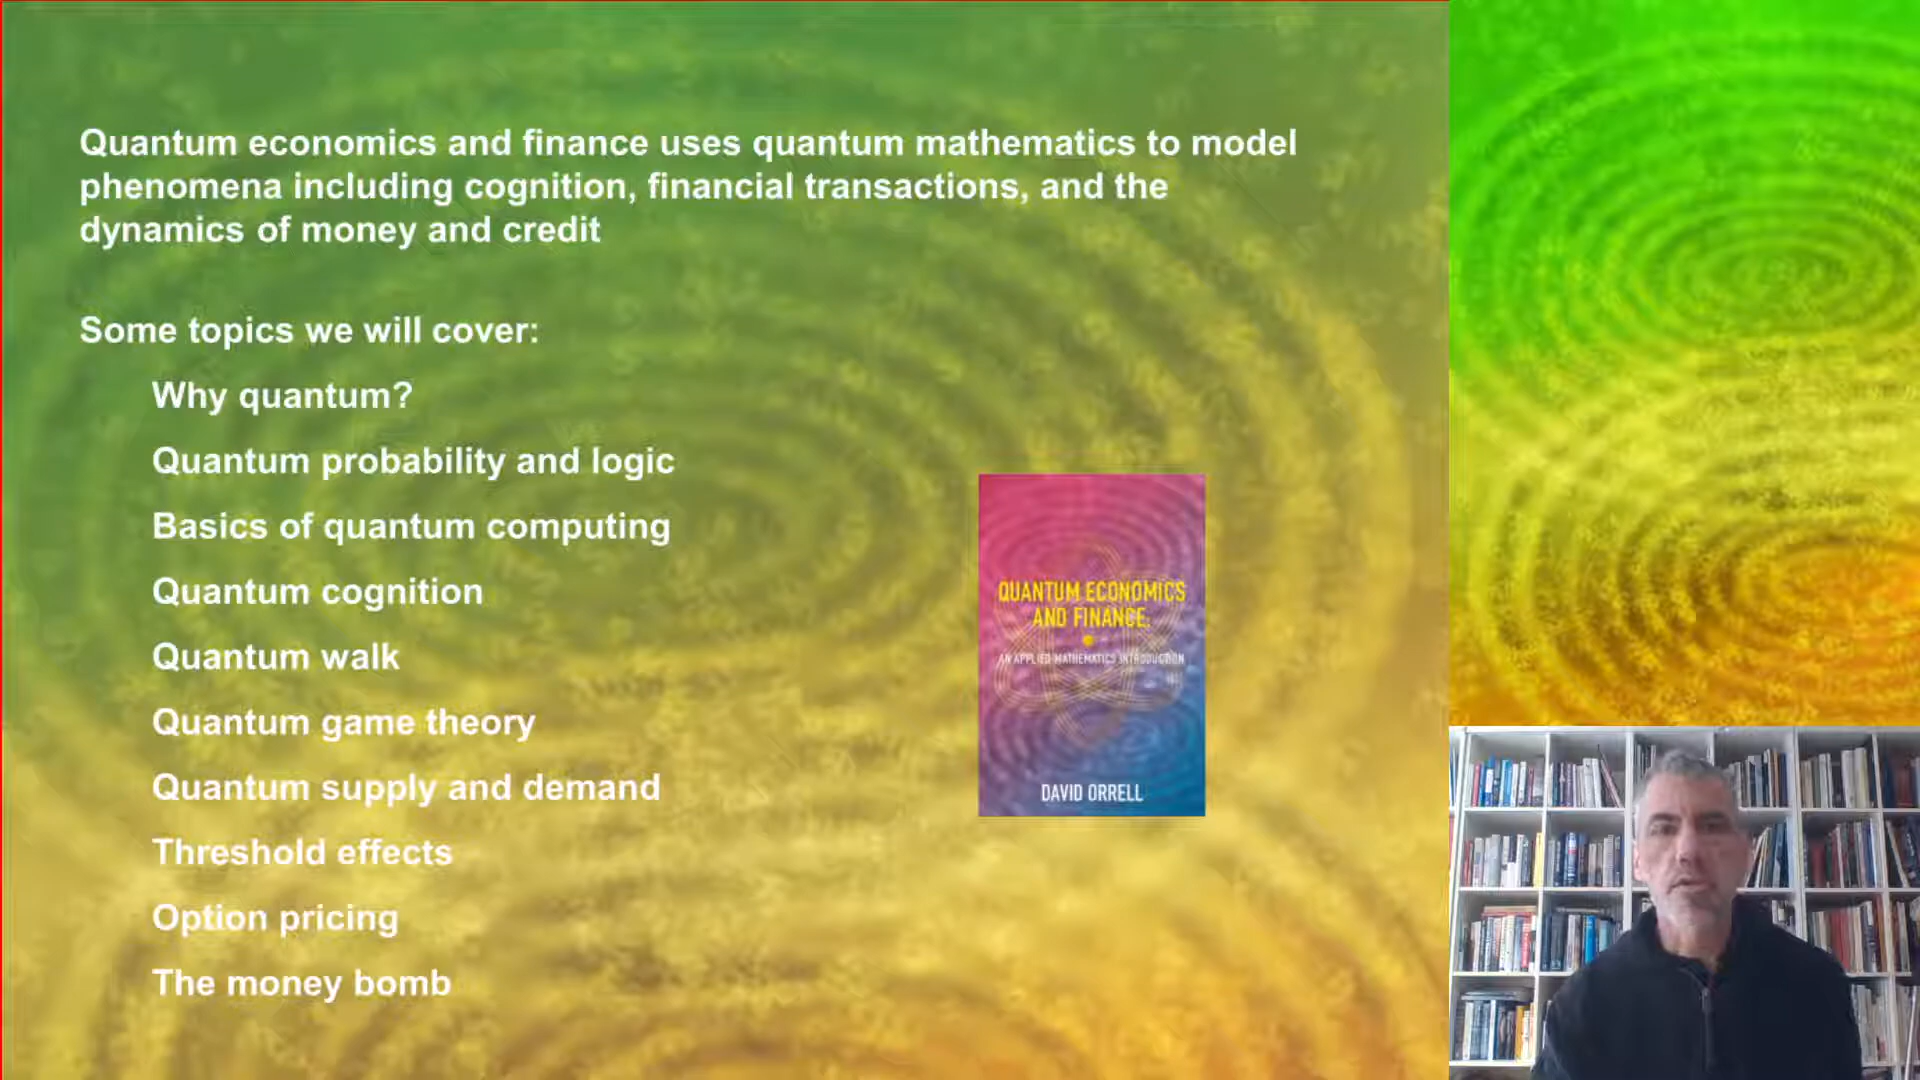 Quantum economics and finance uses quantum mathematics to model
phenomena including cognition, financial transactions, and the
dynamics of money and credit
Some topics we will cover:
Why quantum?
Quantum probability and logic
Basics of quantum computing
Quantum cognition
Quantum walk
Quantum game theory
Quantum supply and demand
Threshold effects
Option pricing
The money bomb
QUANTUM ECONOMICS
AND FINANCE:
AN APPLIED MATHEMATICS INTRODUCTION
DAVID ORRELL